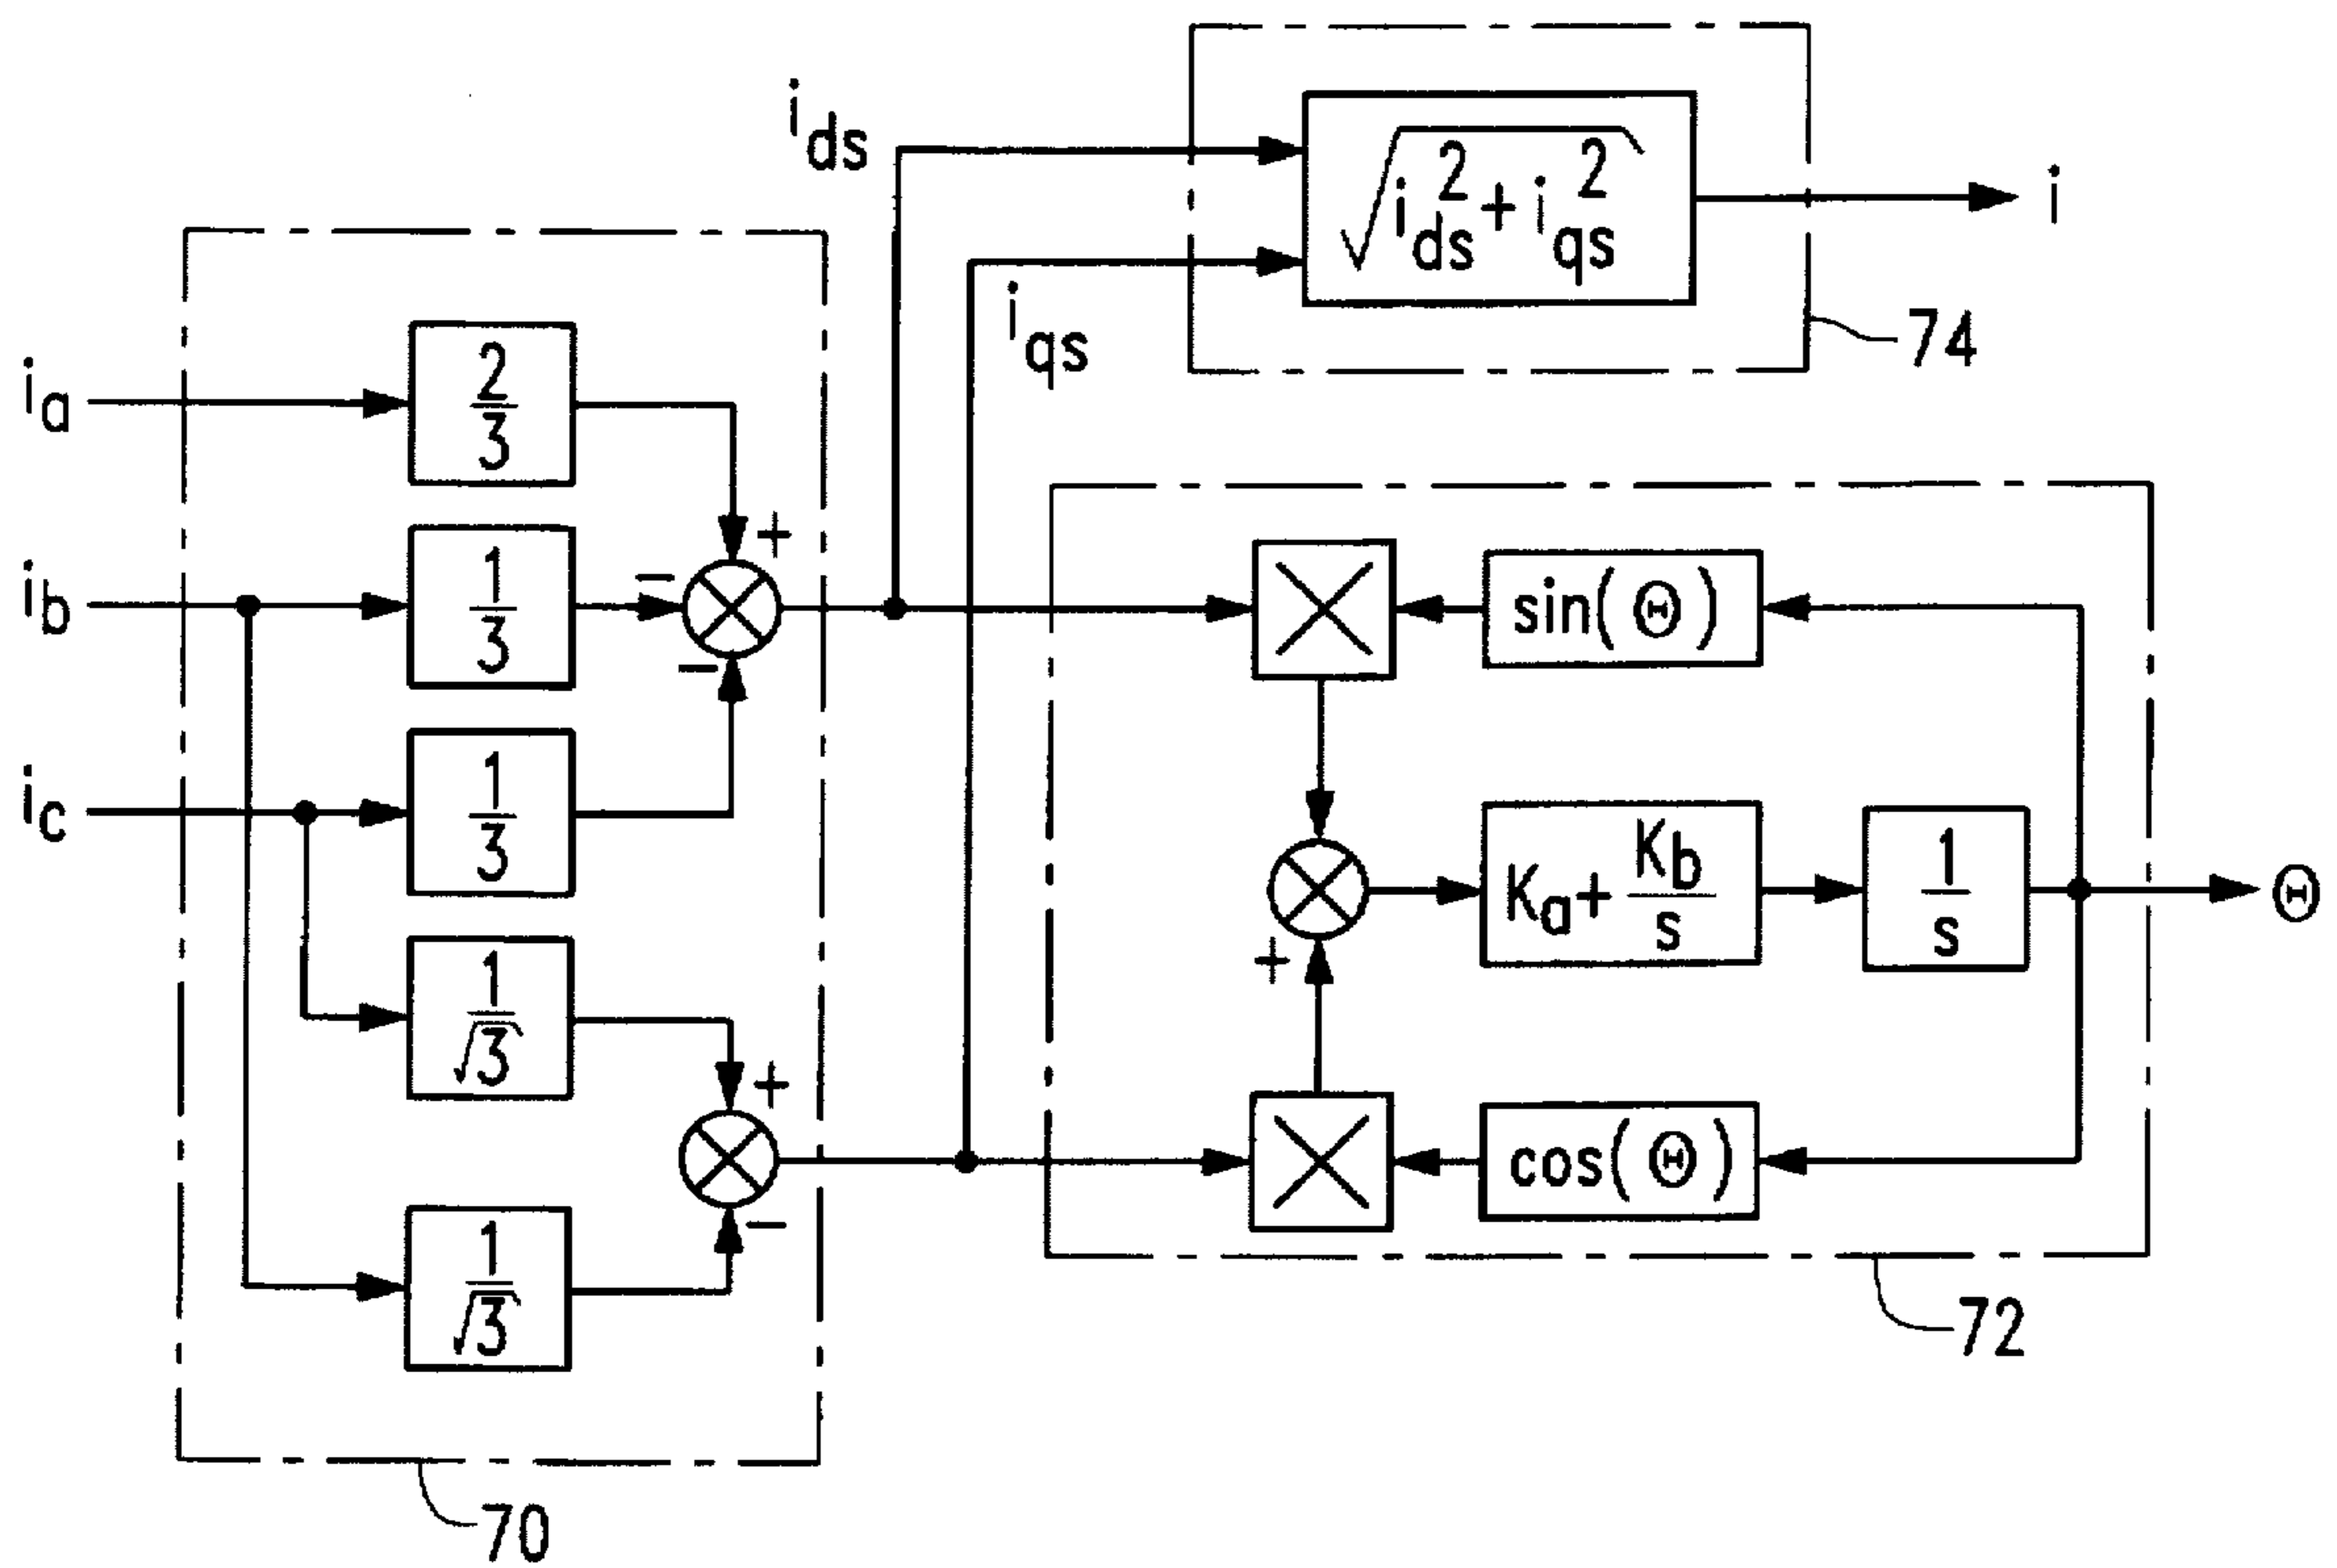 i_ds
√(i_ds² + i_qs²)
i
i_qs
74
i_a
2/3
+
i_b
1/3
−
−
sin(Θ)
i_c
1/3
K_a + K_b/s
1/s
Θ
+
1/√3
+
cos(Θ)
1/√3
−
72
70